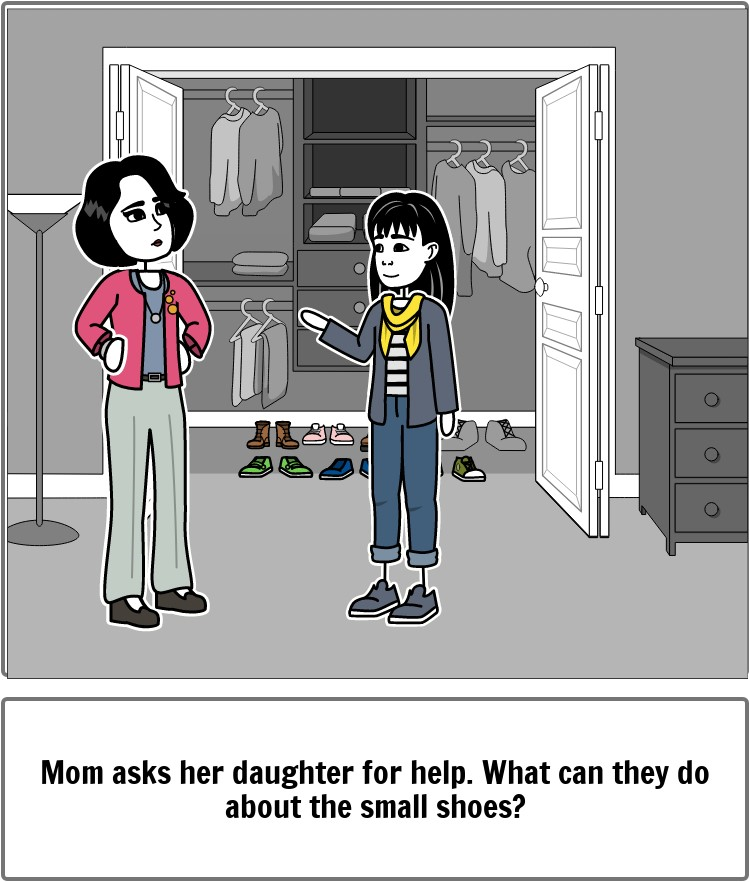 Mom asks her daughter for help. What can they do
about the small shoes?